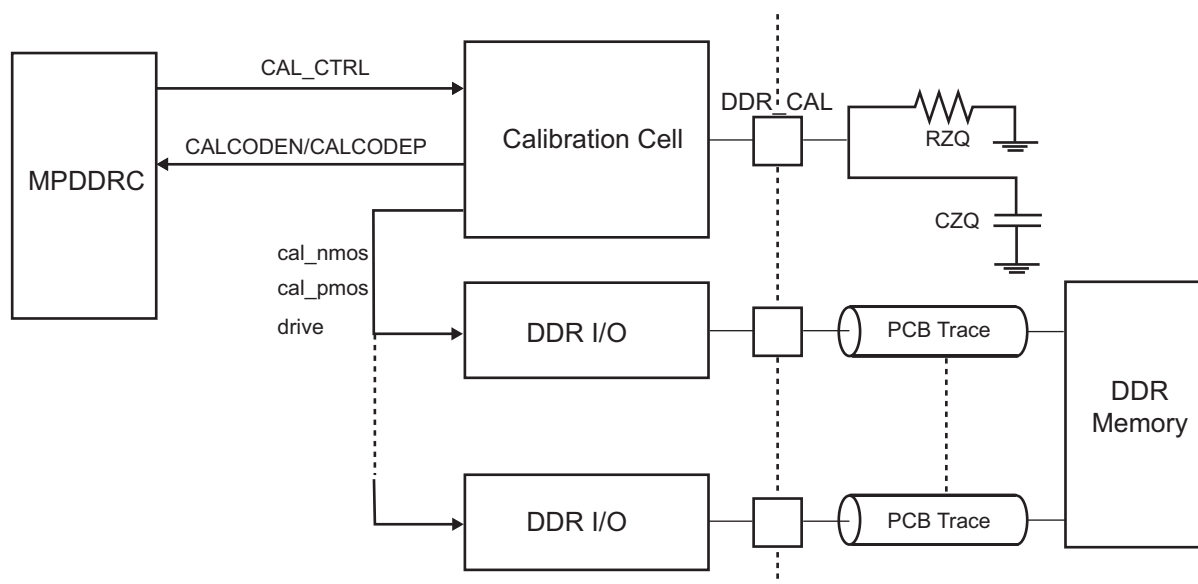 CAL_CTRL
DDR_CAL
Calibration Cell
RZQ
CALCODEN/CALCODEP
MPDDRC
CZQ
cal_nmos
cal_pmos
drive
DDR I/O
PCB Trace
DDR
Memory
DDR I/O
PCB Trace